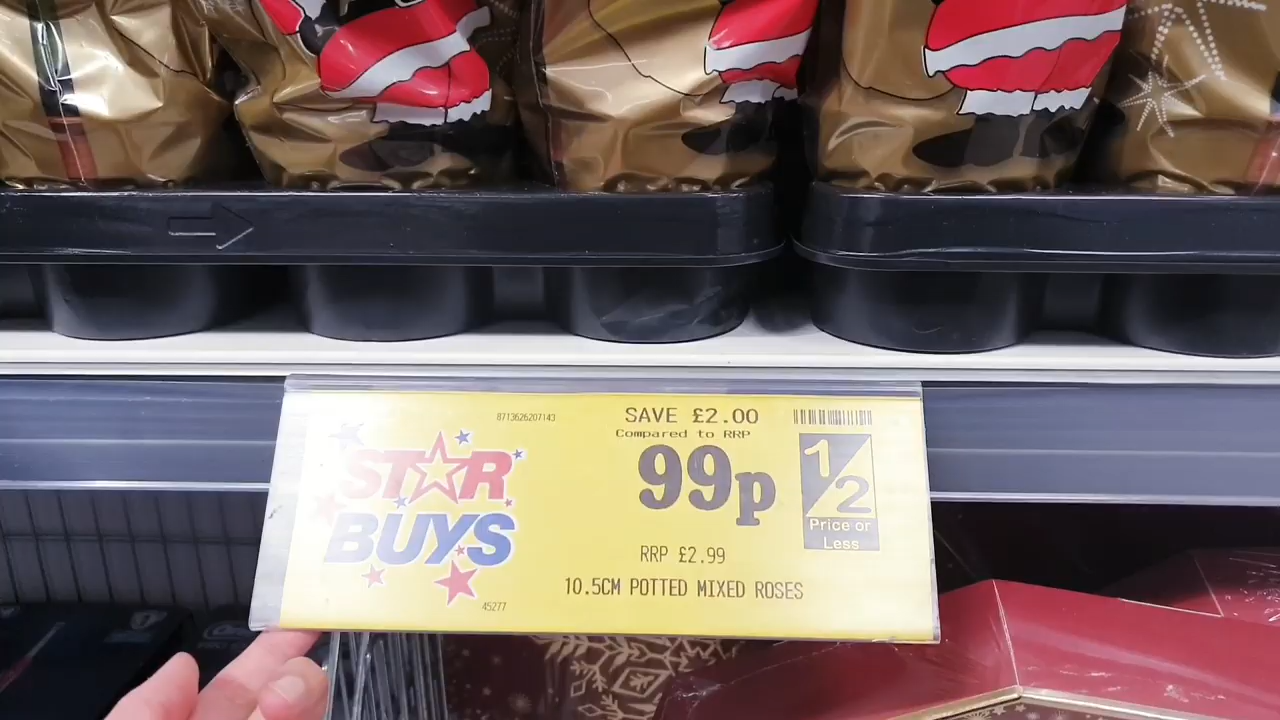 8713626207143
SAVE £2.00
Compared to RRP
99p
1/2
Price or
Less
STAR
BUYS
RRP £2.99
10.5CM POTTED MIXED ROSES
45277